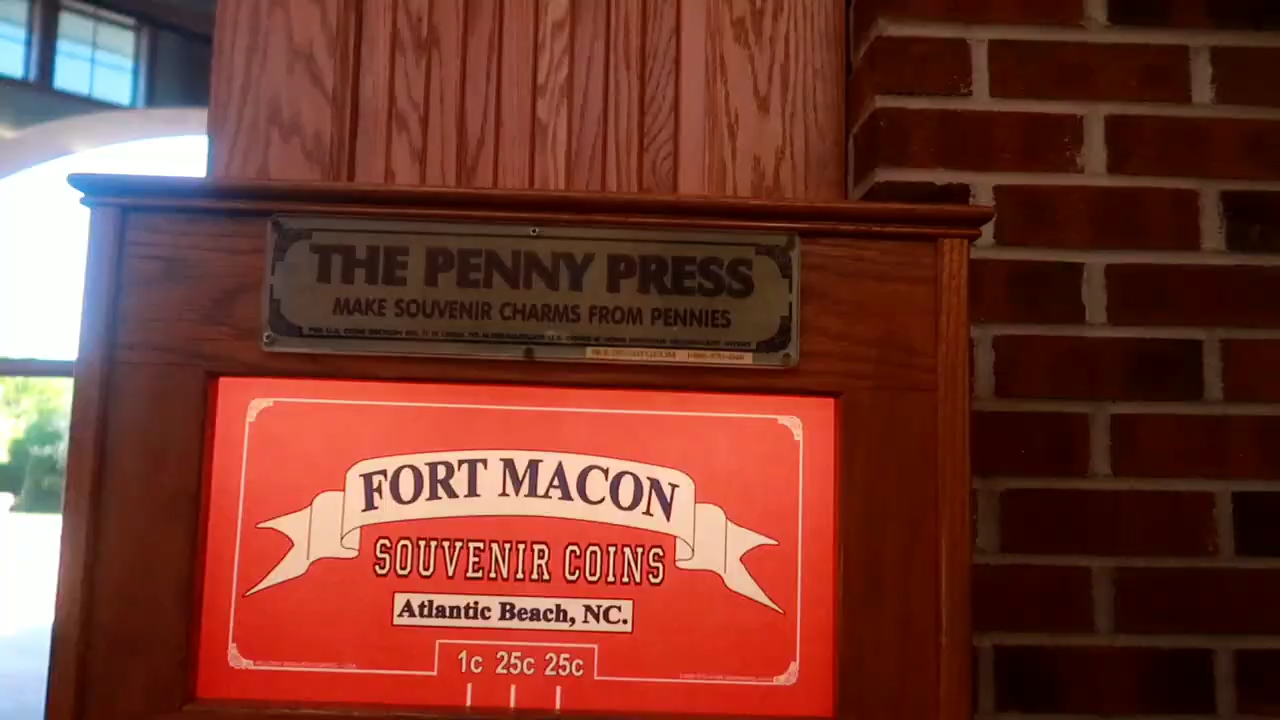 THE PENNY PRESS
MAKE SOUVENIR CHARMS FROM PENNIES
FORT MACON
SOUVENIR COINS
Atlantic Beach, NC.
1c 25c 25c